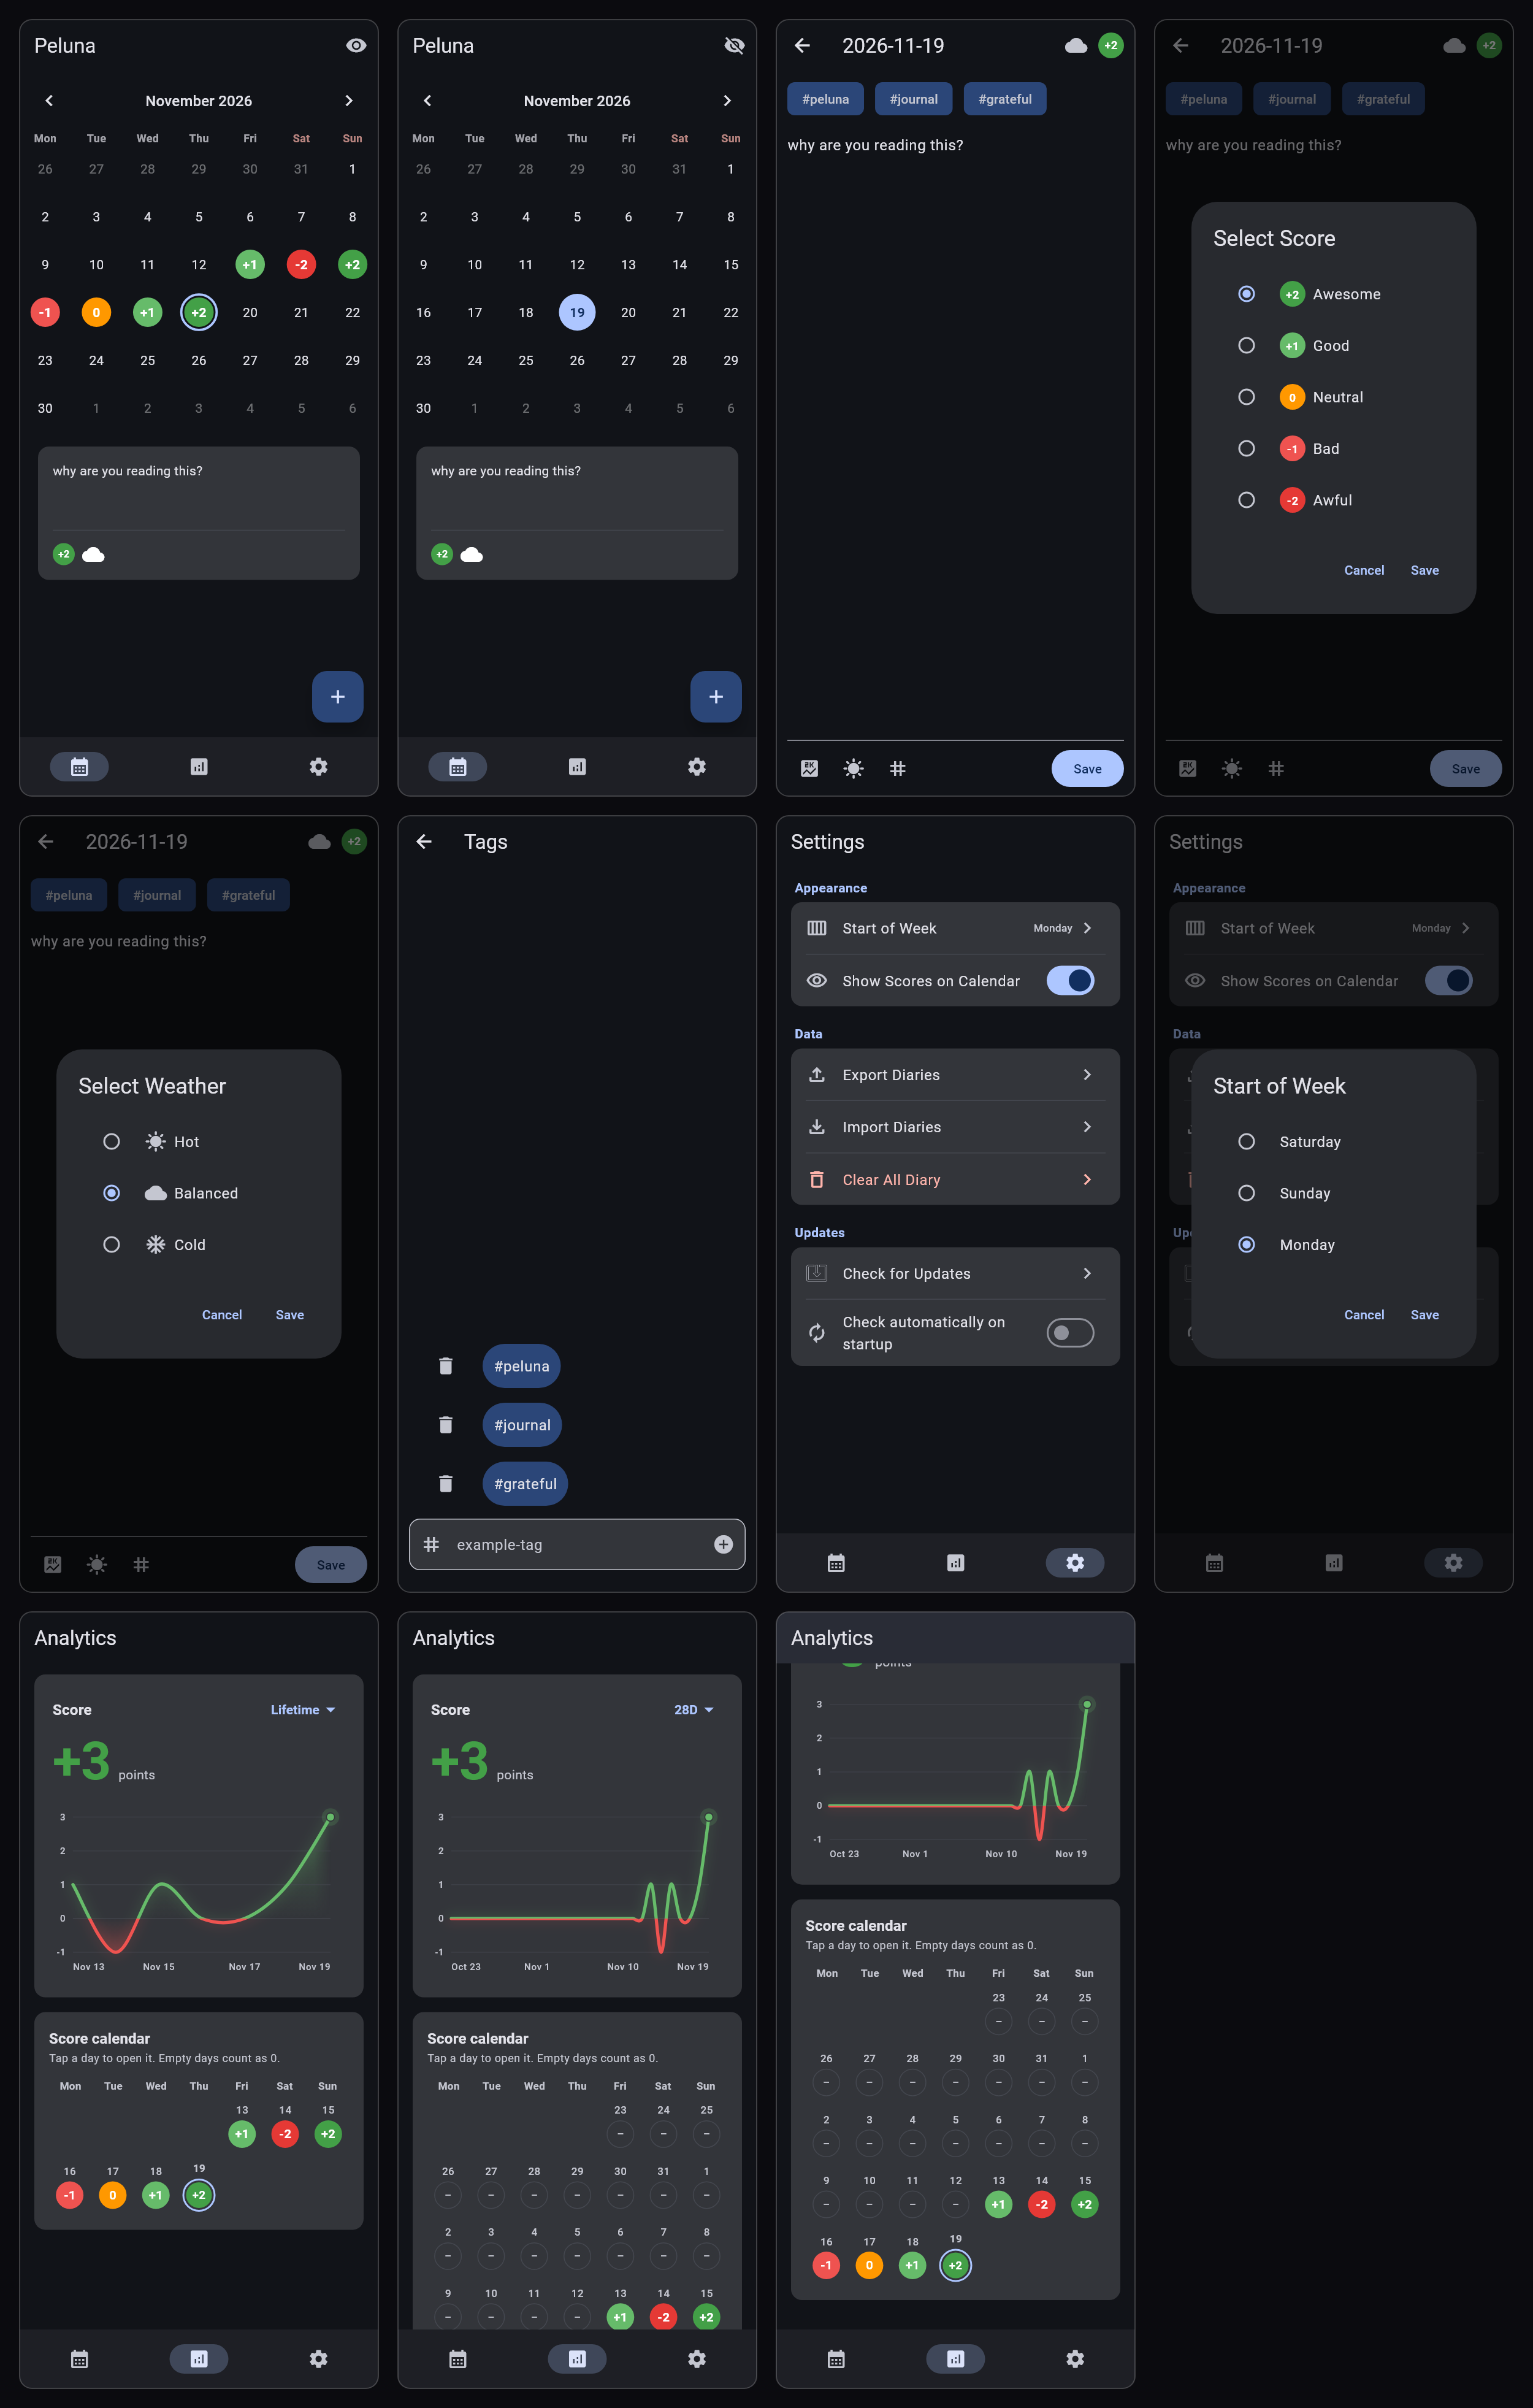 Peluna
November 2026
Mon Tue Wed Thu Fri Sat Sun
26 27 28 29 30 31 1
2 3 4 5 6 7 8
9 10 11 12 +1 -2 +2
-1 0 +1 +2 20 21 22
23 24 25 26 27 28 29
30 1 2 3 4 5 6
why are you reading this?
+2
Peluna
November 2026
Mon Tue Wed Thu Fri Sat Sun
26 27 28 29 30 31 1
2 3 4 5 6 7 8
9 10 11 12 13 14 15
16 17 18 19 20 21 22
23 24 25 26 27 28 29
30 1 2 3 4 5 6
why are you reading this?
+2
2026-11-19 +2
#peluna #journal #grateful
why are you reading this?
Save
2026-11-19 +2
#peluna #journal #grateful
why are you reading this?
Select Score
+2 Awesome
+1 Good
0 Neutral
-1 Bad
-2 Awful
Cancel Save
Save
2026-11-19 +2
#peluna #journal #grateful
why are you reading this?
Select Weather
Hot
Balanced
Cold
Cancel Save
Save
Tags
#peluna
#journal
#grateful
example-tag
Settings
Appearance
Start of Week Monday
Show Scores on Calendar
Data
Export Diaries
Import Diaries
Clear All Diary
Updates
Check for Updates
Check automatically on
startup
Settings
Appearance
Start of Week Monday
Show Scores on Calendar
Data
Start of Week
Saturday
Sunday
Monday
Cancel Save
Analytics
Score Lifetime
+3 points
3
2
1
0
-1
Nov 13 Nov 15 Nov 17 Nov 19
Score calendar
Tap a day to open it. Empty days count as 0.
Mon Tue Wed Thu Fri Sat Sun
13 14 15
+1 -2 +2
16 17 18 19
-1 0 +1 +2
Analytics
Score 28D
+3 points
3
2
1
0
-1
Oct 23 Nov 1 Nov 10 Nov 19
Score calendar
Tap a day to open it. Empty days count as 0.
Mon Tue Wed Thu Fri Sat Sun
23 24 25
– – –
26 27 28 29 30 31 1
– – – – – – –
2 3 4 5 6 7 8
– – – – – – –
9 10 11 12 13 14 15
– – – – +1 -2 +2
Analytics
points
3
2
1
0
-1
Oct 23 Nov 1 Nov 10 Nov 19
Score calendar
Tap a day to open it. Empty days count as 0.
Mon Tue Wed Thu Fri Sat Sun
23 24 25
– – –
26 27 28 29 30 31 1
– – – – – – –
2 3 4 5 6 7 8
– – – – – – –
9 10 11 12 13 14 15
– – – – +1 -2 +2
16 17 18 19
-1 0 +1 +2